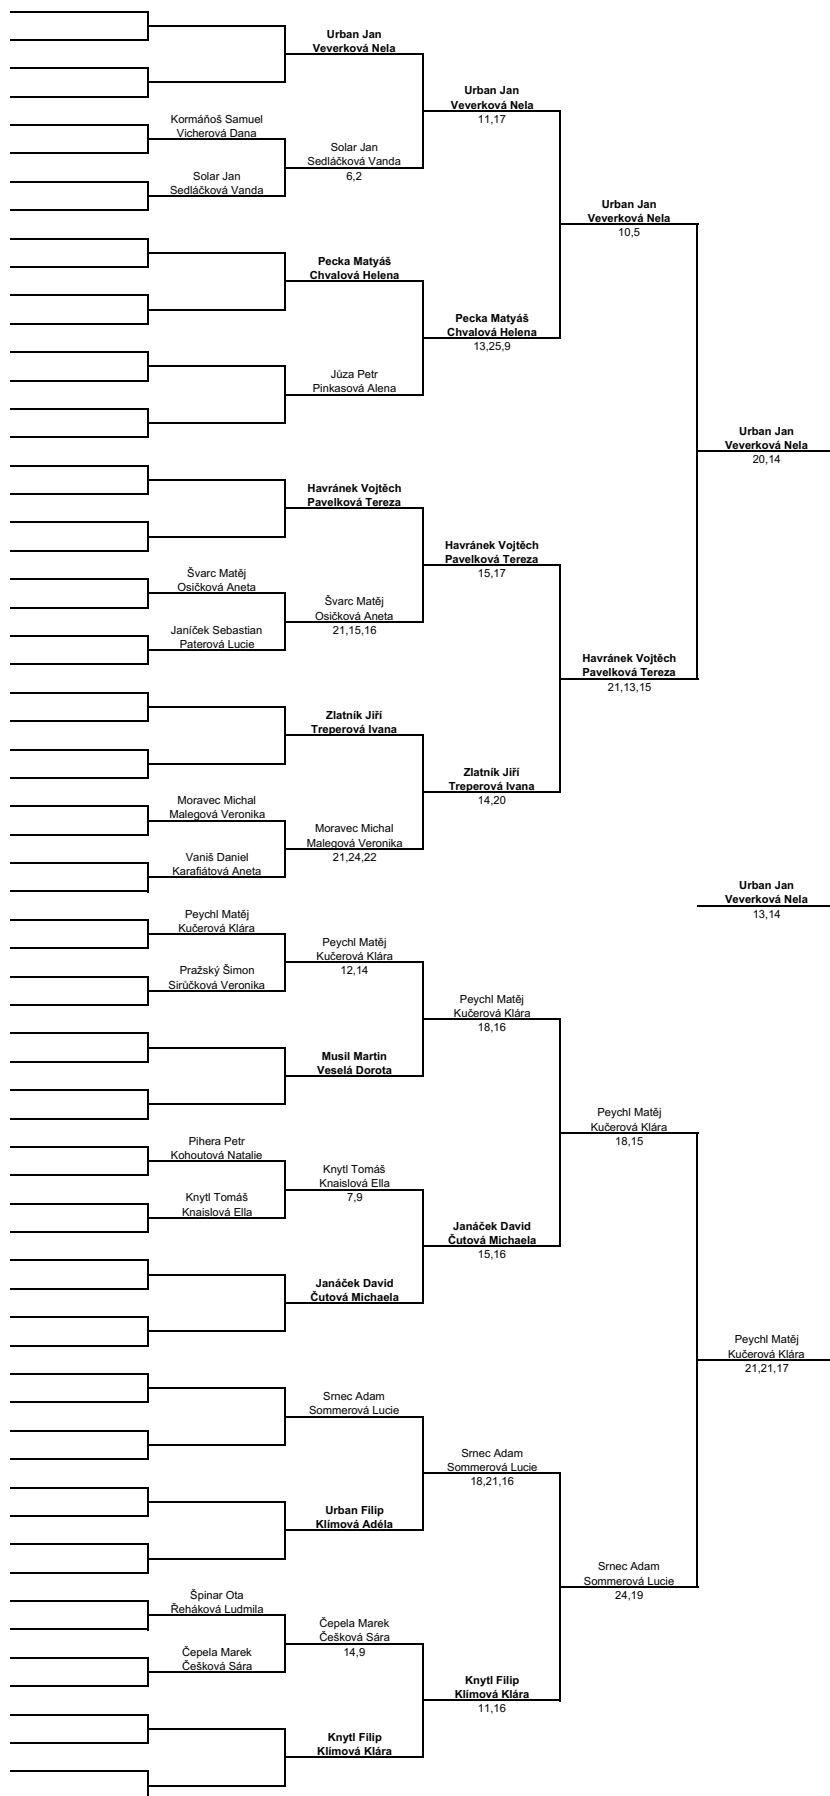 Urban Jan
Veverková Nela
Urban Jan
Veverková Nela
11,17
Kormáňoš Samuel
Vicherová Dana
Solar Jan
Sedláčková Vanda
6,2
Solar Jan
Sedláčková Vanda
Urban Jan
Veverková Nela
10,5
Pecka Matyáš
Chvalová Helena
Pecka Matyáš
Chvalová Helena
13,25,9
Jůza Petr
Pinkasová Alena
Urban Jan
Veverková Nela
20,14
Havránek Vojtěch
Pavelková Tereza
Havránek Vojtěch
Pavelková Tereza
15,17
Švarc Matěj
Osičková Aneta
Švarc Matěj
Osičková Aneta
21,15,16
Janíček Sebastian
Paterová Lucie
Havránek Vojtěch
Pavelková Tereza
21,13,15
Zlatník Jiří
Treperová Ivana
Zlatník Jiří
Treperová Ivana
14,20
Moravec Michal
Malegová Veronika
Moravec Michal
Malegová Veronika
21,24,22
Vaniš Daniel
Karafiátová Aneta
Urban Jan
Veverková Nela
13,14
Peychl Matěj
Kučerová Klára
Peychl Matěj
Kučerová Klára
12,14
Pražský Šimon
Sirůčková Veronika
Peychl Matěj
Kučerová Klára
18,16
Musil Martin
Veselá Dorota
Peychl Matěj
Kučerová Klára
18,15
Pihera Petr
Kohoutová Natalie
Knytl Tomáš
Knaislová Ella
7,9
Knytl Tomáš
Knaislová Ella
Janáček David
Čutová Michaela
15,16
Janáček David
Čutová Michaela
Peychl Matěj
Kučerová Klára
21,21,17
Srnec Adam
Sommerová Lucie
Srnec Adam
Sommerová Lucie
18,21,16
Urban Filip
Klímová Adéla
Srnec Adam
Sommerová Lucie
24,19
Špinar Ota
Řeháková Ludmila
Čepela Marek
Češková Sára
14,9
Čepela Marek
Češková Sára
Knytl Filip
Klímová Klára
11,16
Knytl Filip
Klímová Klára